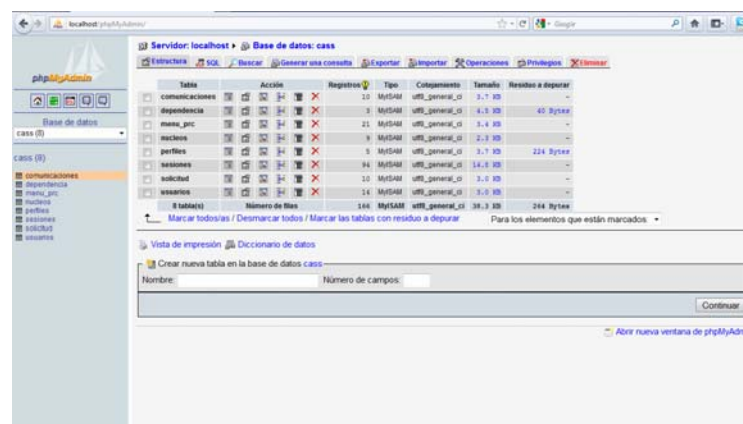 localhost/phpMyAdmin/
Google
phpMyAdmin
Base de datos
cass (8)
cass (8)
comunicaciones
dependencia
menu_prc
nucleos
perfiles
sesiones
solicitud
usuarios
Servidor: localhost ▸ Base de datos: cass
Estructura SQL Buscar Generar una consulta Exportar Importar Operaciones Privilegios Eliminar
Tabla Acción Registros Tipo Cotejamiento Tamaño Residuo a depurar
comunicaciones 10 MyISAM utf8_general_ci 3.7 KB -
dependencia 3 MyISAM utf8_general_ci 4.5 KB 40 Bytes
menu_prc 21 MyISAM utf8_general_ci 3.4 KB -
nucleos 9 MyISAM utf8_general_ci 2.3 KB -
perfiles 5 MyISAM utf8_general_ci 3.7 KB 224 Bytes
sesiones 94 MyISAM utf8_general_ci 14.8 KB -
solicitud 10 MyISAM utf8_general_ci 3.0 KB -
usuarios 14 MyISAM utf8_general_ci 3.0 KB -
8 tabla(s) Número de filas 166 MyISAM utf8_general_ci 38.3 KB 264 Bytes
Marcar todos/as / Desmarcar todos / Marcar las tablas con residuo a depurar Para los elementos que están marcados:
Vista de impresión Diccionario de datos
Crear nueva tabla en la base de datos cass
Nombre: Número de campos:
Continuar
Abrir nueva ventana de phpMyAdm